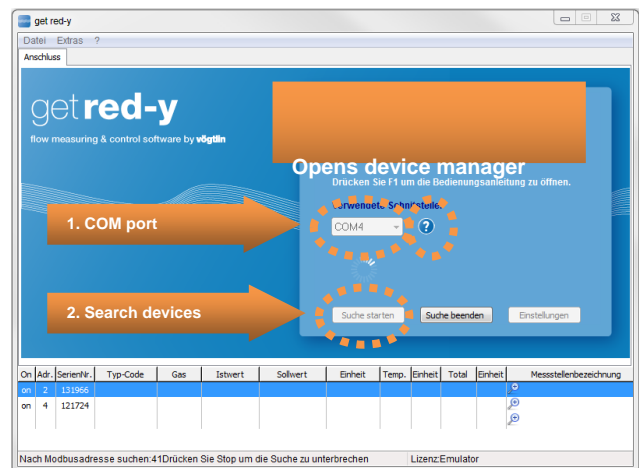 get red-y
Datei Extras ?
Anschluss
get red-y
flow measuring & control software by vögtlin
Opens device manager
Drücken Sie F1 um die Bedienungsanleitung zu öffnen.
Verwendete Schnittstelle:
1. COM port
COM4
?
2. Search devices
Suche starten
Suche beenden
Einstellungen
On Adr. SerienNr. Typ-Code Gas Istwert Sollwert Einheit Temp. Einheit Total Einheit Messstellenbezeichnung
on 2 131966
on 4 121724
Nach Modbusadresse suchen:41Drücken Sie Stop um die Suche zu unterbrechen Lizenz:Emulator